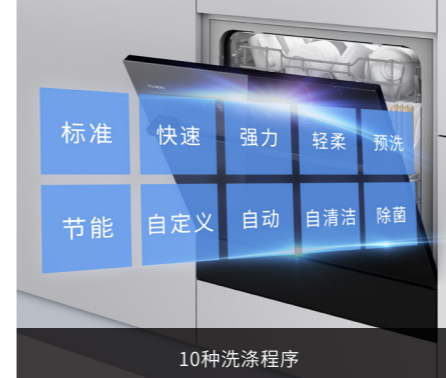 标准 快速 强力 轻柔 预洗
节能 自定义 自动 自清洁 除菌
10种洗涤程序